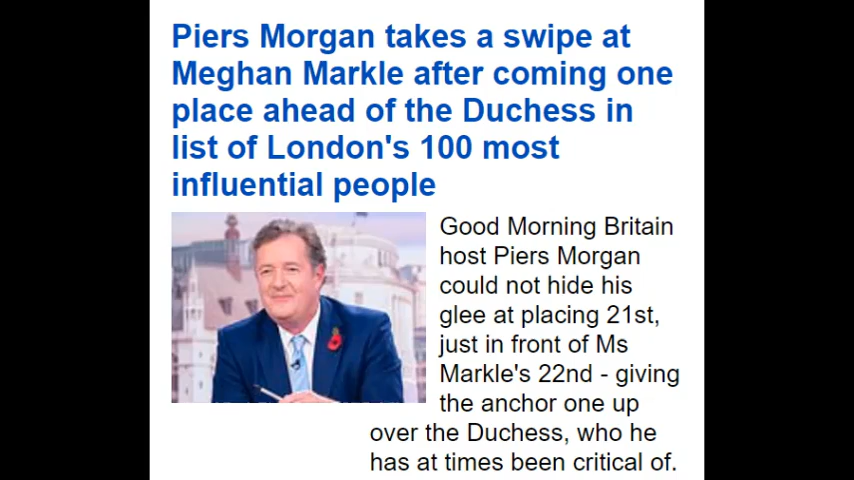 Piers Morgan takes a swipe at
Meghan Markle after coming one
place ahead of the Duchess in
list of London's 100 most
influential people
Good Morning Britain
host Piers Morgan
could not hide his
glee at placing 21st,
just in front of Ms
Markle's 22nd - giving
the anchor one up
over the Duchess, who he
has at times been critical of.